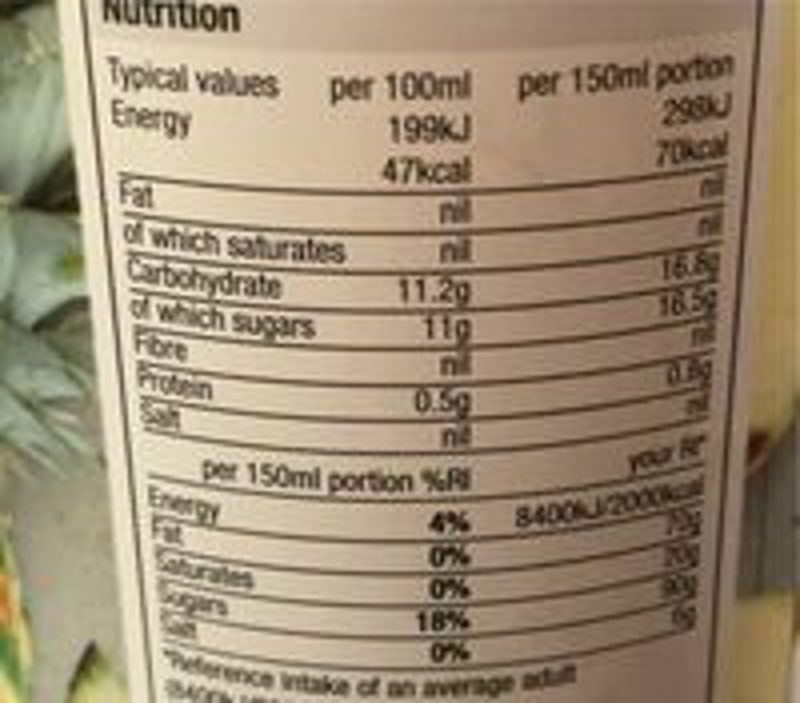 Nutrition
Typical values per 100ml per 150ml portion
Energy 199kJ 298kJ
47kcal 70kcal
Fat nil nil
of which saturates nil nil
Carbohydrate 11.2g 16.8g
of which sugars 11g 16.5g
Fibre nil nil
Protein 0.5g 0.8g
Salt nil nil
per 150ml portion %RI your RI*
Energy 4% 8400kJ/2000kcal
Fat 0% 70g
Saturates 0% 20g
Sugars 18% 90g
Salt 0% 6g
*Reference intake of an average adult